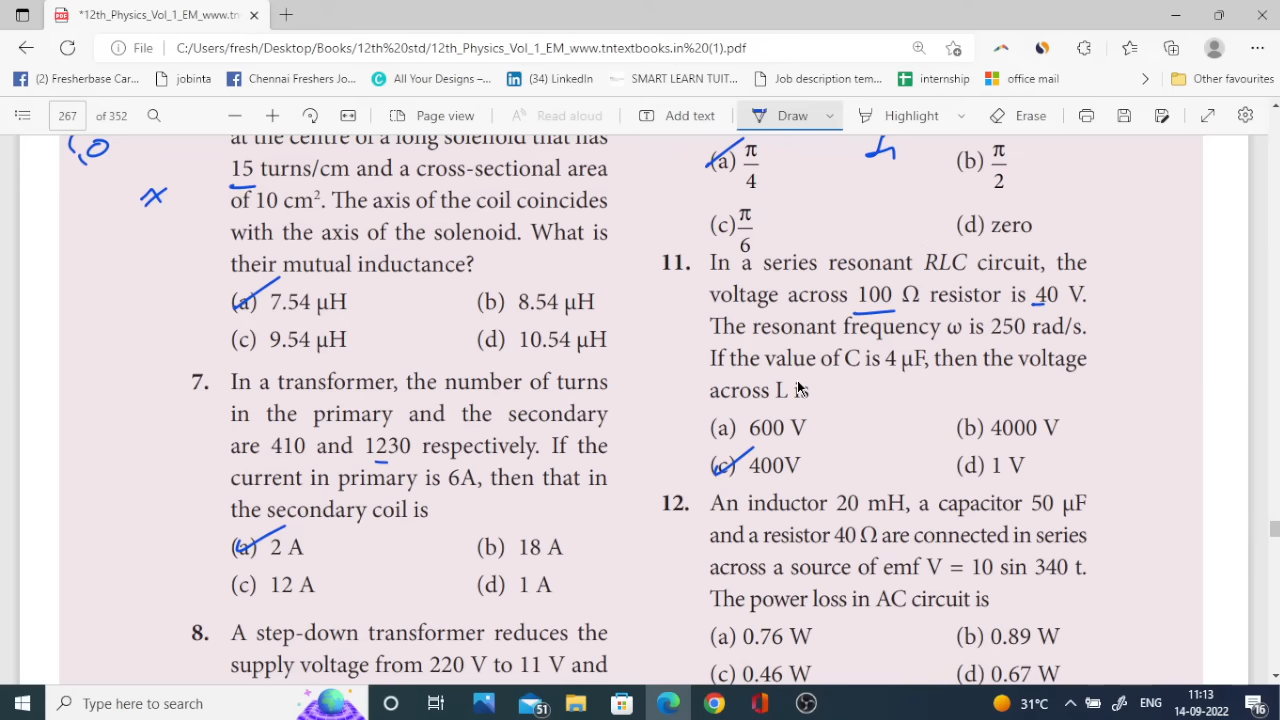 *12th_Physics_Vol_1_EM_www.tn
File
C:/Users/fresh/Desktop/Books/12th%20std/12th_Physics_Vol_1_EM_www.tntextbooks.in%20(1).pdf
(2) Fresherbase Car...
jobinta
Chennai Freshers Jo...
All Your Designs –...
(34) LinkedIn
SMART LEARN TUIT...
Job description tem...
internship
office mail
Other favourites
267 of 352
Page view
Read aloud
Add text
Draw
Highlight
Erase
at the centre of a long solenoid that has
15 turns/cm and a cross-sectional area
of 10 cm². The axis of the coil coincides
with the axis of the solenoid. What is
their mutual inductance?
(a) 7.54 µH (b) 8.54 µH
(c) 9.54 µH (d) 10.54 µH
7. In a transformer, the number of turns
in the primary and the secondary
are 410 and 1230 respectively. If the
current in primary is 6A, then that in
the secondary coil is
(a) 2 A (b) 18 A
(c) 12 A (d) 1 A
8. A step-down transformer reduces the
supply voltage from 220 V to 11 V and
(a) π/4 (b) π/2
(c) π/6 (d) zero
11. In a series resonant RLC circuit, the
voltage across 100 Ω resistor is 40 V.
The resonant frequency ω is 250 rad/s.
If the value of C is 4 µF, then the voltage
across L is
(a) 600 V (b) 4000 V
(c) 400V (d) 1 V
12. An inductor 20 mH, a capacitor 50 µF
and a resistor 40 Ω are connected in series
across a source of emf V = 10 sin 340 t.
The power loss in AC circuit is
(a) 0.76 W (b) 0.89 W
(c) 0.46 W (d) 0.67 W
Type here to search
51
31°C
ENG
11:13
14-09-2022
16